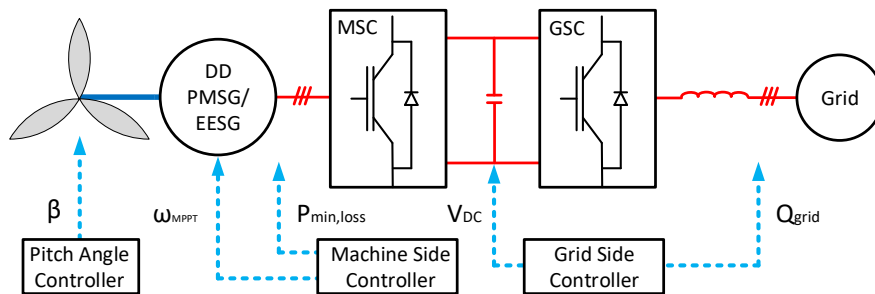 MSC
GSC
DD
PMSG/
EESG
Grid
β
ωMPPT
Pmin,loss
VDC
Qgrid
Pitch Angle
Controller
Machine Side
Controller
Grid Side
Controller